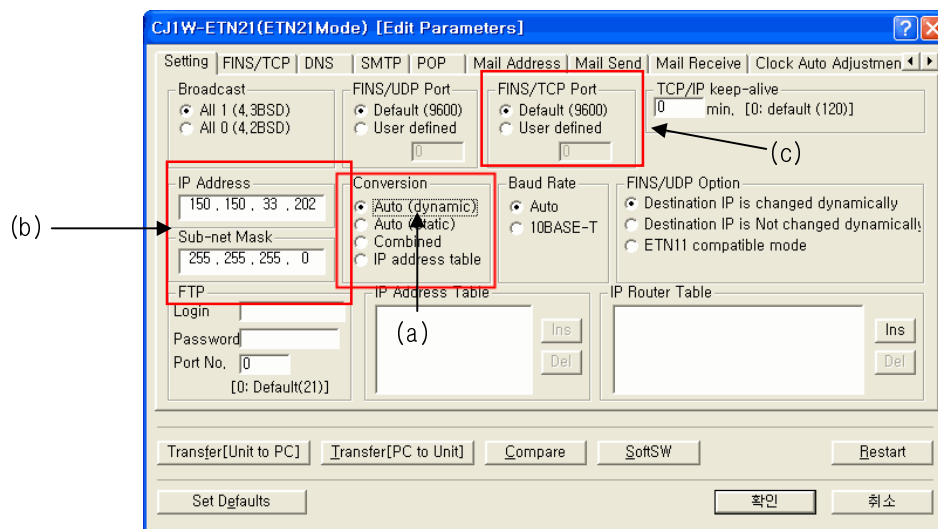 CJ1W-ETN21(ETN21Mode) [Edit Parameters]
Setting FINS/TCP DNS SMTP POP Mail Address Mail Send Mail Receive Clock Auto Adjustmen
Broadcast
All 1 (4,3BSD)
All 0 (4,2BSD)
FINS/UDP Port
Default (9600)
User defined
0
FINS/TCP Port
Default (9600)
User defined
0
TCP/IP keep-alive
0 min, [0: default (120)]
(c)
(b)
IP Address
150 . 150 . 33 . 202
Sub-net Mask
255 . 255 . 255 . 0
Conversion
Auto (dynamic)
Auto (static)
Combined
IP address table
(a)
Baud Rate
Auto
10BASE-T
FINS/UDP Option
Destination IP is changed dynamically
Destination IP is Not changed dynamically
ETN11 compatible mode
FTP
Login
Password
Port No, 0
[0: Default(21)]
IP Address Table
Ins
Del
IP Router Table
Ins
Del
Transfer[Unit to PC] Transfer[PC to Unit] Compare SoftSW Restart
Set Defaults 확인 취소